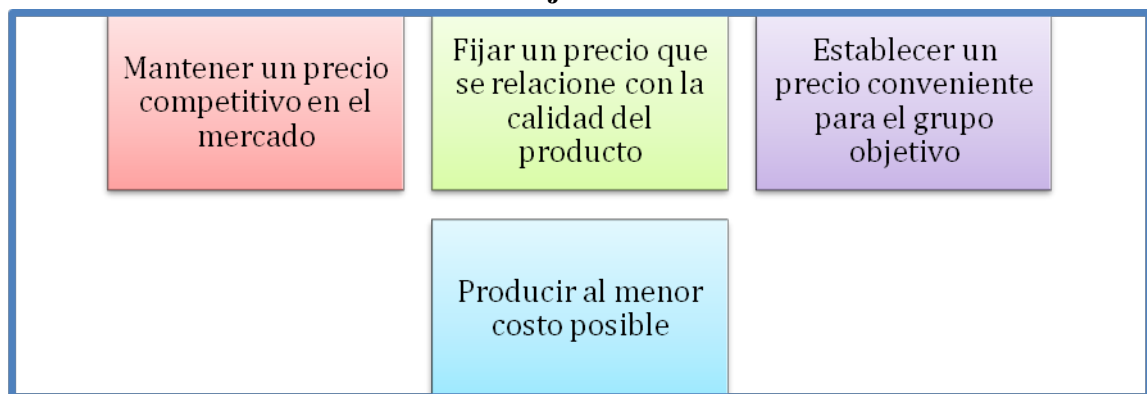 Mantener un precio
competitivo en el
mercado
Fijar un precio que
se relacione con la
calidad del
producto
Establecer un
precio conveniente
para el grupo
objetivo
Producir al menor
costo posible